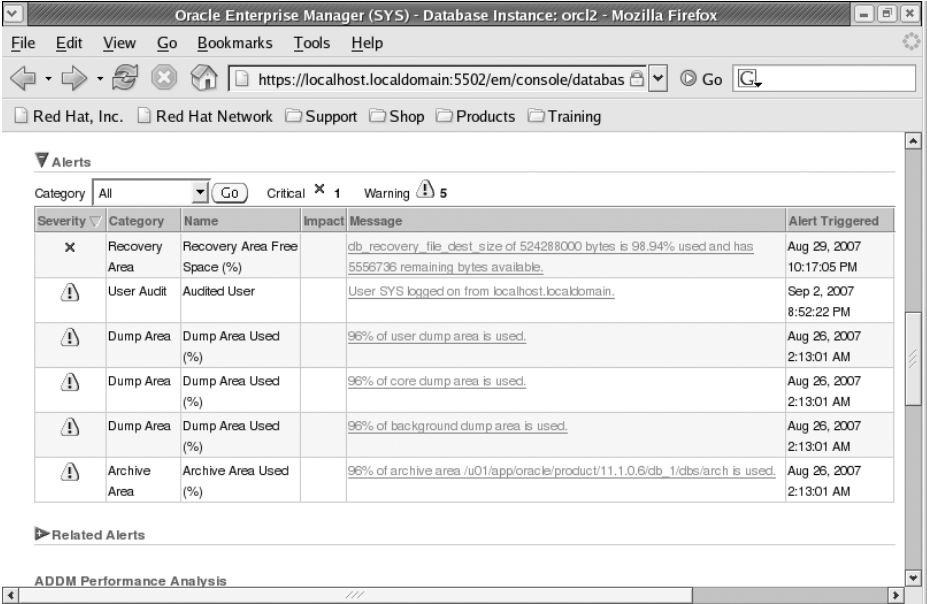 Oracle Enterprise Manager (SYS) - Database Instance: orcl2 - Mozilla Firefox
File Edit View Go Bookmarks Tools Help
https://localhost.localdomain:5502/em/console/databas Go G
Red Hat, Inc. Red Hat Network Support Shop Products Training
Alerts
Category All Go Critical 1 Warning 5
Severity Category Name Impact Message Alert Triggered
Recovery Recovery Area Free db_recovery_file_dest_size of 524288000 bytes is 98.94% used and has Aug 29, 2007
Area Space (%) 5556736 remaining bytes available. 10:17:05 PM
User Audit Audited User User SYS logged on from localhost.localdomain. Sep 2, 2007
8:52:22 PM
Dump Area Dump Area Used 96% of user dump area is used. Aug 26, 2007
(%) 2:13:01 AM
Dump Area Dump Area Used 96% of core dump area is used. Aug 26, 2007
(%) 2:13:01 AM
Dump Area Dump Area Used 96% of background dump area is used. Aug 26, 2007
(%) 2:13:01 AM
Archive Archive Area Used 96% of archive area /u01/app/oracle/product/11.1.0.6/db_1/dbs/arch is used. Aug 26, 2007
Area (%) 2:13:01 AM
Related Alerts
ADDM Performance Analysis